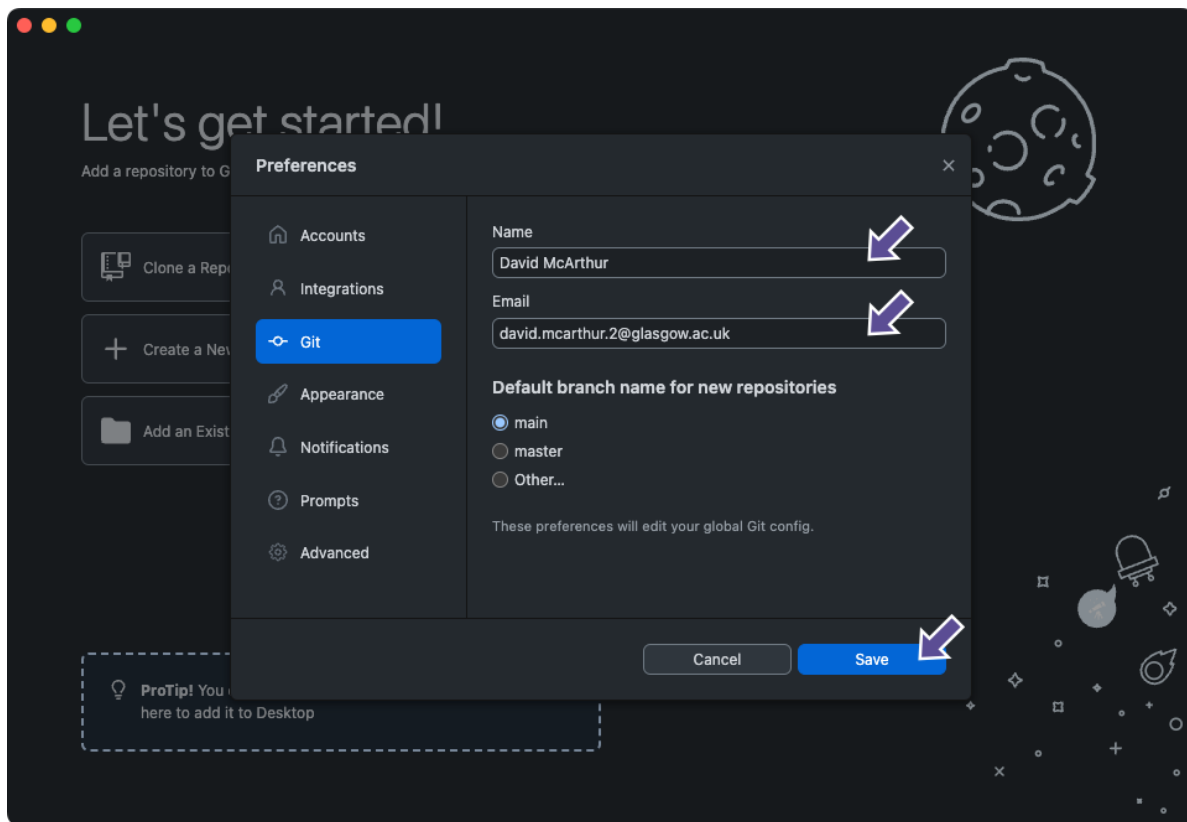 Let's get started!
Add a repository to G
Clone a Repo
Create a New
Add an Exist
ProTip! You
here to add it to Desktop
Preferences
Accounts
Integrations
Git
Appearance
Notifications
Prompts
Advanced
Name
David McArthur
Email
david.mcarthur.2@glasgow.ac.uk
Default branch name for new repositories
main
master
Other...
These preferences will edit your global Git config.
Cancel
Save